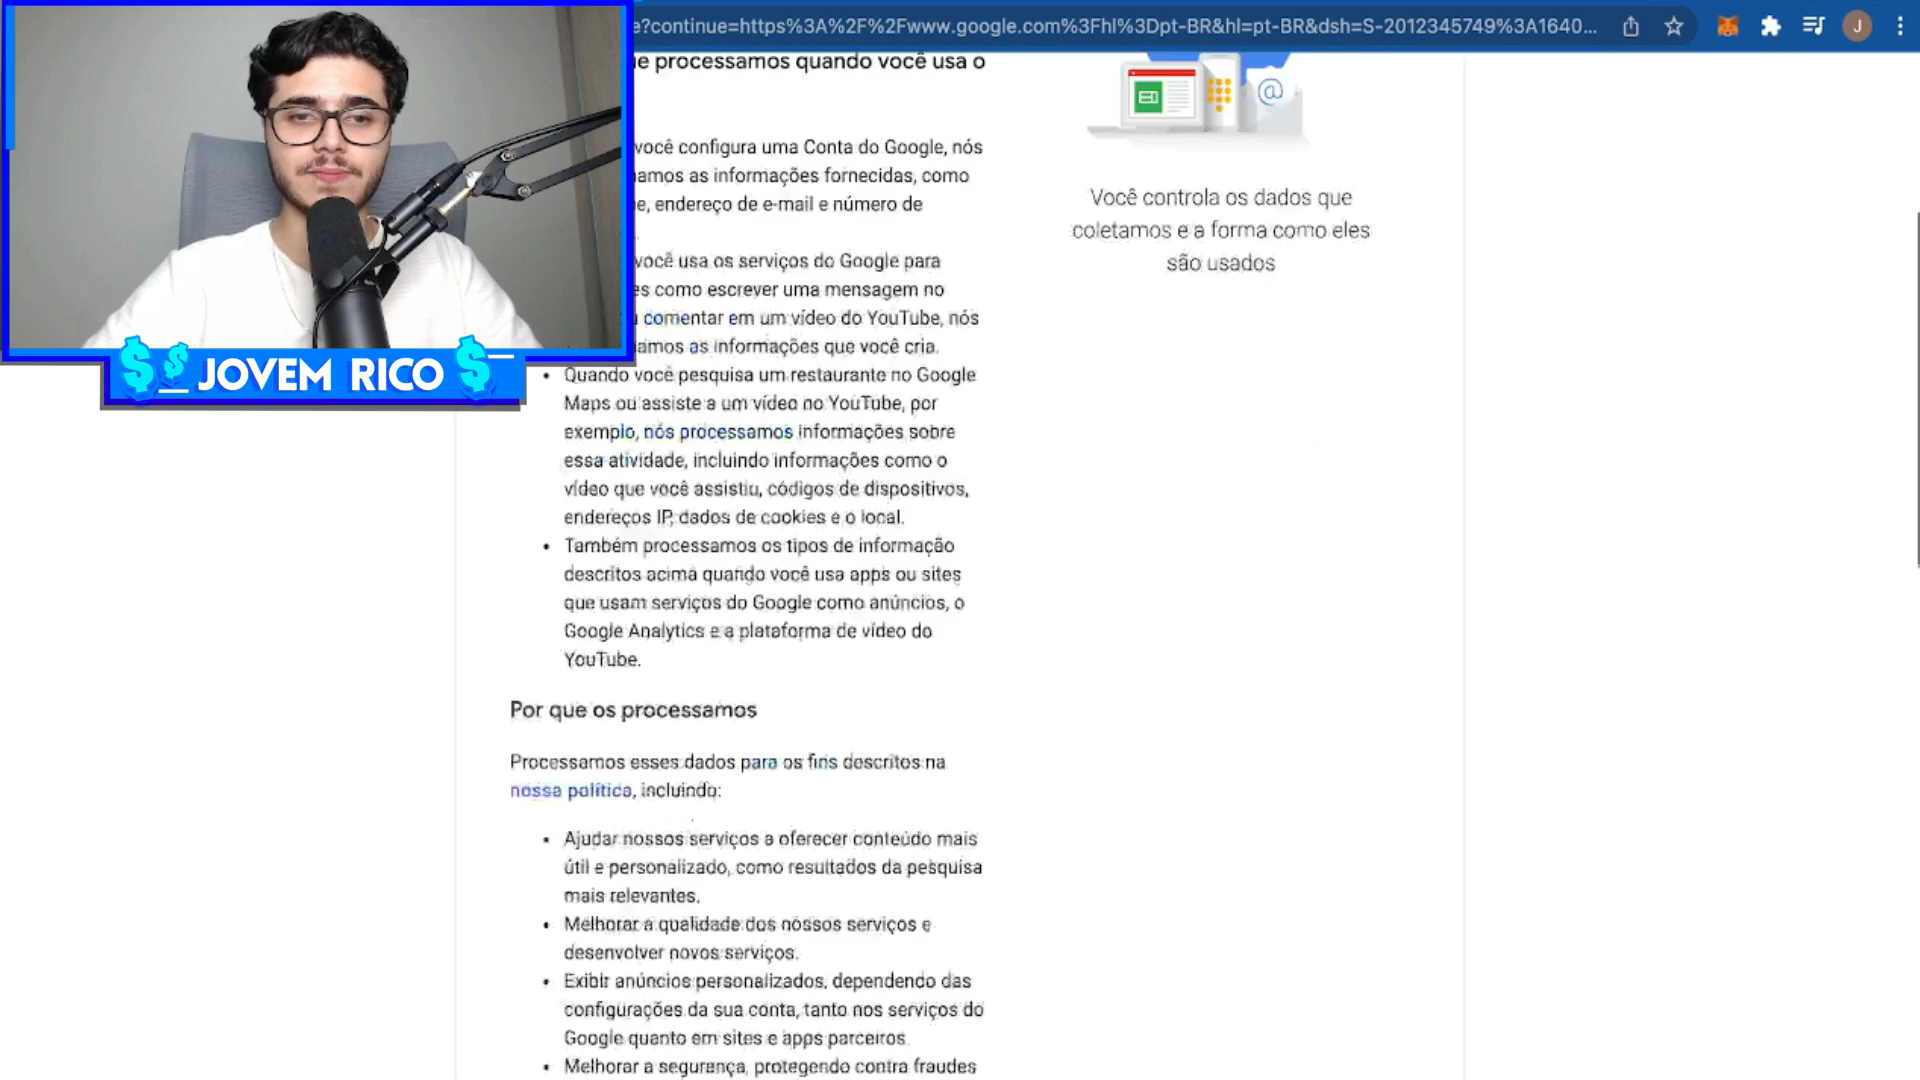 e?continue=https%3A%2F%2Fwww.google.com%3Fhl%3Dpt-BR&hl=pt-BR&dsh=S-2012345749%3A1640...
J
e processamos quando você usa o
você configura uma Conta do Google, nós
amos as informações fornecidas, como
e, endereço de e-mail e número de
você usa os serviços do Google para
es como escrever uma mensagem no
u comentar em um vídeo do YouTube, nós
amos as informações que você cria.
Quando você pesquisa um restaurante no Google
Maps ou assiste a um vídeo no YouTube, por
exemplo, nós processamos informações sobre
essa atividade, incluindo informações como o
vídeo que você assistiu, códigos de dispositivos,
endereços IP, dados de cookies e o local.
Também processamos os tipos de informação
descritos acima quando você usa apps ou sites
que usam serviços do Google como anúncios, o
Google Analytics e a plataforma de vídeo do
YouTube.
Por que os processamos
Processamos esses dados para os fins descritos na
nossa política, incluindo:
Ajudar nossos serviços a oferecer conteúdo mais
útil e personalizado, como resultados da pesquisa
mais relevantes.
Melhorar a qualidade dos nossos serviços e
desenvolver novos serviços.
Exibir anúncios personalizados, dependendo das
configurações da sua conta, tanto nos serviços do
Google quanto em sites e apps parceiros.
Melhorar a segurança, protegendo contra fraudes
@
Você controla os dados que
coletamos e a forma como eles
são usados
$ $ JOVEM RICO $